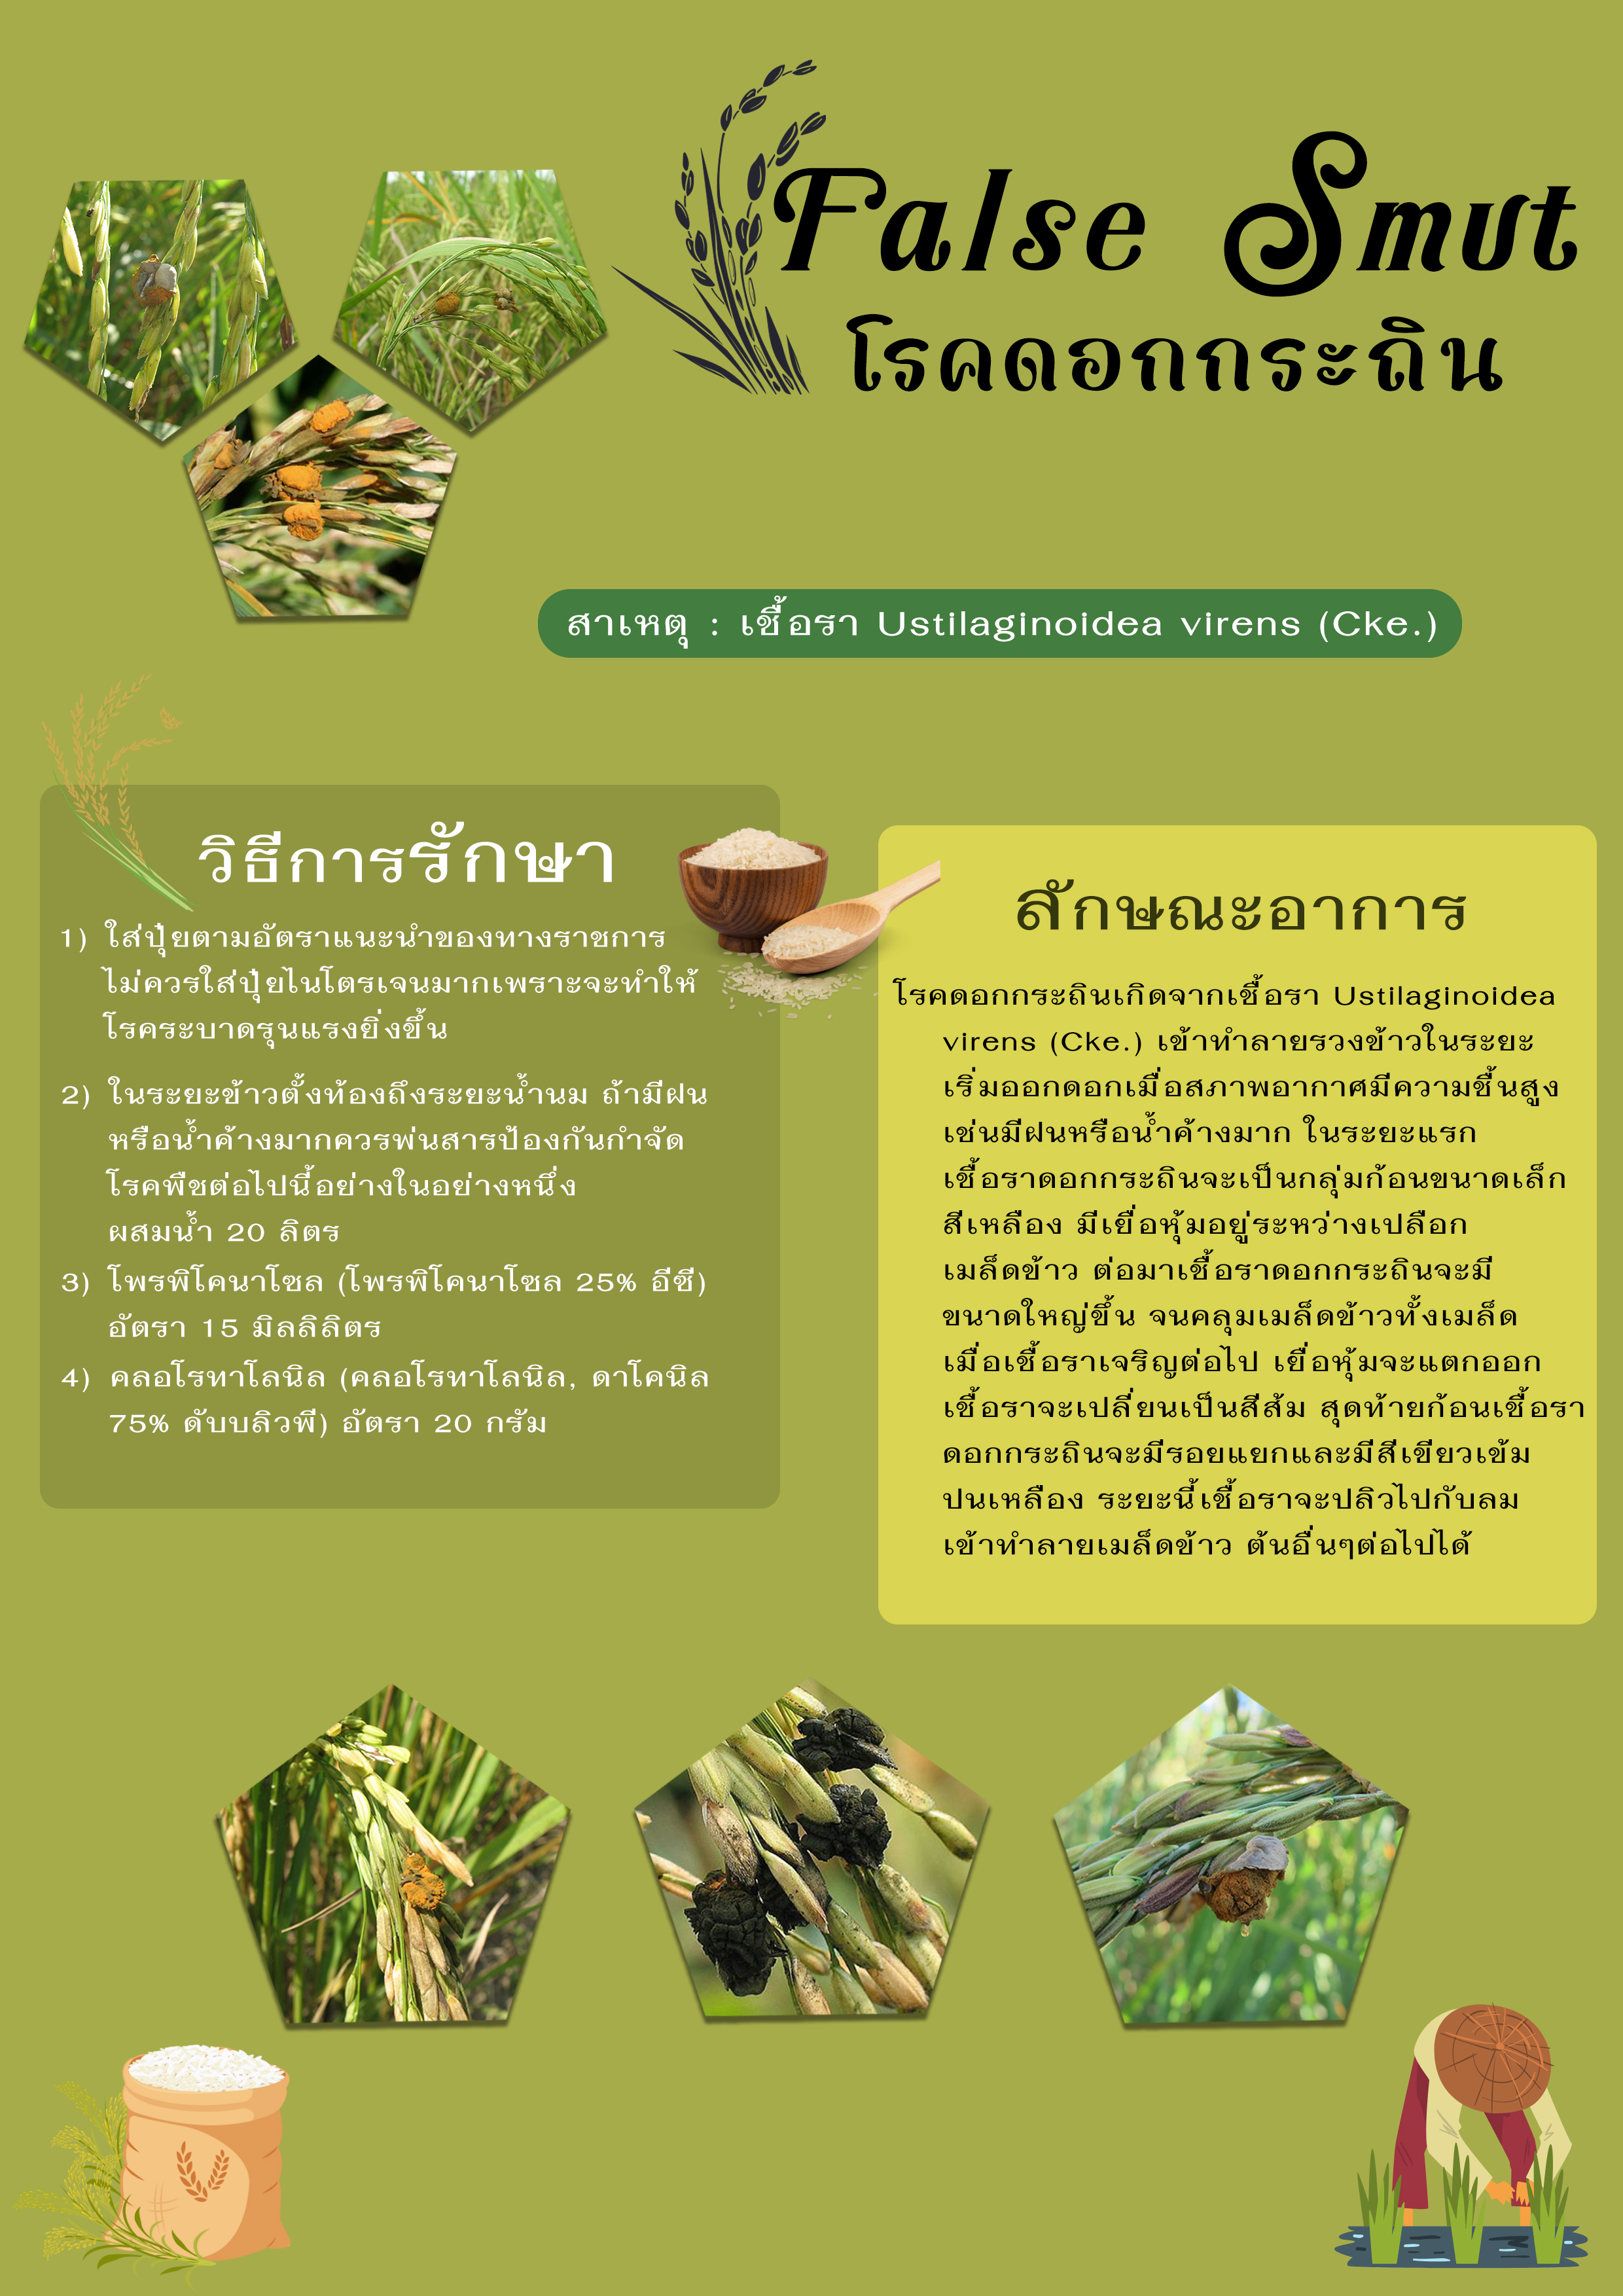 False Smut
โรคดอกกระถิน
สาเหตุ : เชื้อรา Ustilaginoidea virens (Cke.)
วิธีการรักษา
1) ใส่ปุ๋ยตามอัตราแนะนำของทางราชการ
ไม่ควรใส่ปุ๋ยไนโตรเจนมากเพราะจะทำให้
โรคระบาดรุนแรงยิ่งขึ้น
2) ในระยะข้าวตั้งท้องถึงระยะน้ำนม ถ้ามีฝน
หรือน้ำค้างมากควรพ่นสารป้องกันกำจัด
โรคพืชต่อไปนี้อย่างในอย่างหนึ่ง
ผสมน้ำ 20 ลิตร
3) โพรพิโคนาโซล (โพรพิโคนาโซล 25% อีซี)
อัตรา 15 มิลลิลิตร
4) คลอโรทาโลนิล (คลอโรทาโลนิล, ดาโคนิล
75% ดับบลิวพี) อัตรา 20 กรัม
ลักษณะอาการ
โรคดอกกระถินเกิดจากเชื้อรา Ustilaginoidea
virens (Cke.) เข้าทำลายรวงข้าวในระยะ
เริ่มออกดอกเมื่อสภาพอากาศมีความชื้นสูง
เช่นมีฝนหรือน้ำค้างมาก ในระยะแรก
เชื้อราดอกกระถินจะเป็นกลุ่มก้อนขนาดเล็ก
สีเหลือง มีเยื่อหุ้มอยู่ระหว่างเปลือก
เมล็ดข้าว ต่อมาเชื้อราดอกกระถินจะมี
ขนาดใหญ่ขึ้น จนคลุมเมล็ดข้าวทั้งเมล็ด
เมื่อเชื้อราเจริญต่อไป เยื่อหุ้มจะแตกออก
เชื้อราจะเปลี่ยนเป็นสีส้ม สุดท้ายก้อนเชื้อรา
ดอกกระถินจะมีรอยแยกและมีสีเขียวเข้ม
ปนเหลือง ระยะนี้เชื้อราจะปลิวไปกับลม
เข้าทำลายเมล็ดข้าว ต้นอื่นๆต่อไปได้